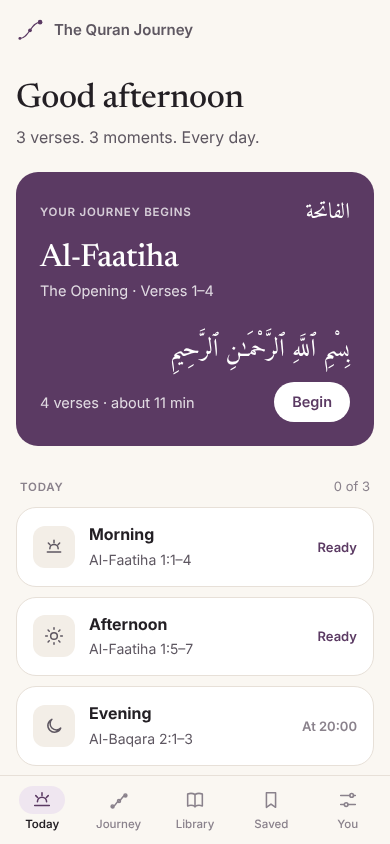 The Quran Journey
Good afternoon
3 verses. 3 moments. Every day.
YOUR JOURNEY BEGINS
الفاتحة
Al-Faatiha
The Opening · Verses 1–4
بِسْمِ ٱللَّهِ ٱلرَّحْمَـٰنِ ٱلرَّحِيمِ
4 verses · about 11 min
Begin
TODAY
0 of 3
Morning
Al-Faatiha 1:1–4
Ready
Afternoon
Al-Faatiha 1:5–7
Ready
Evening
Al-Baqara 2:1–3
At 20:00
Today
Journey
Library
Saved
You